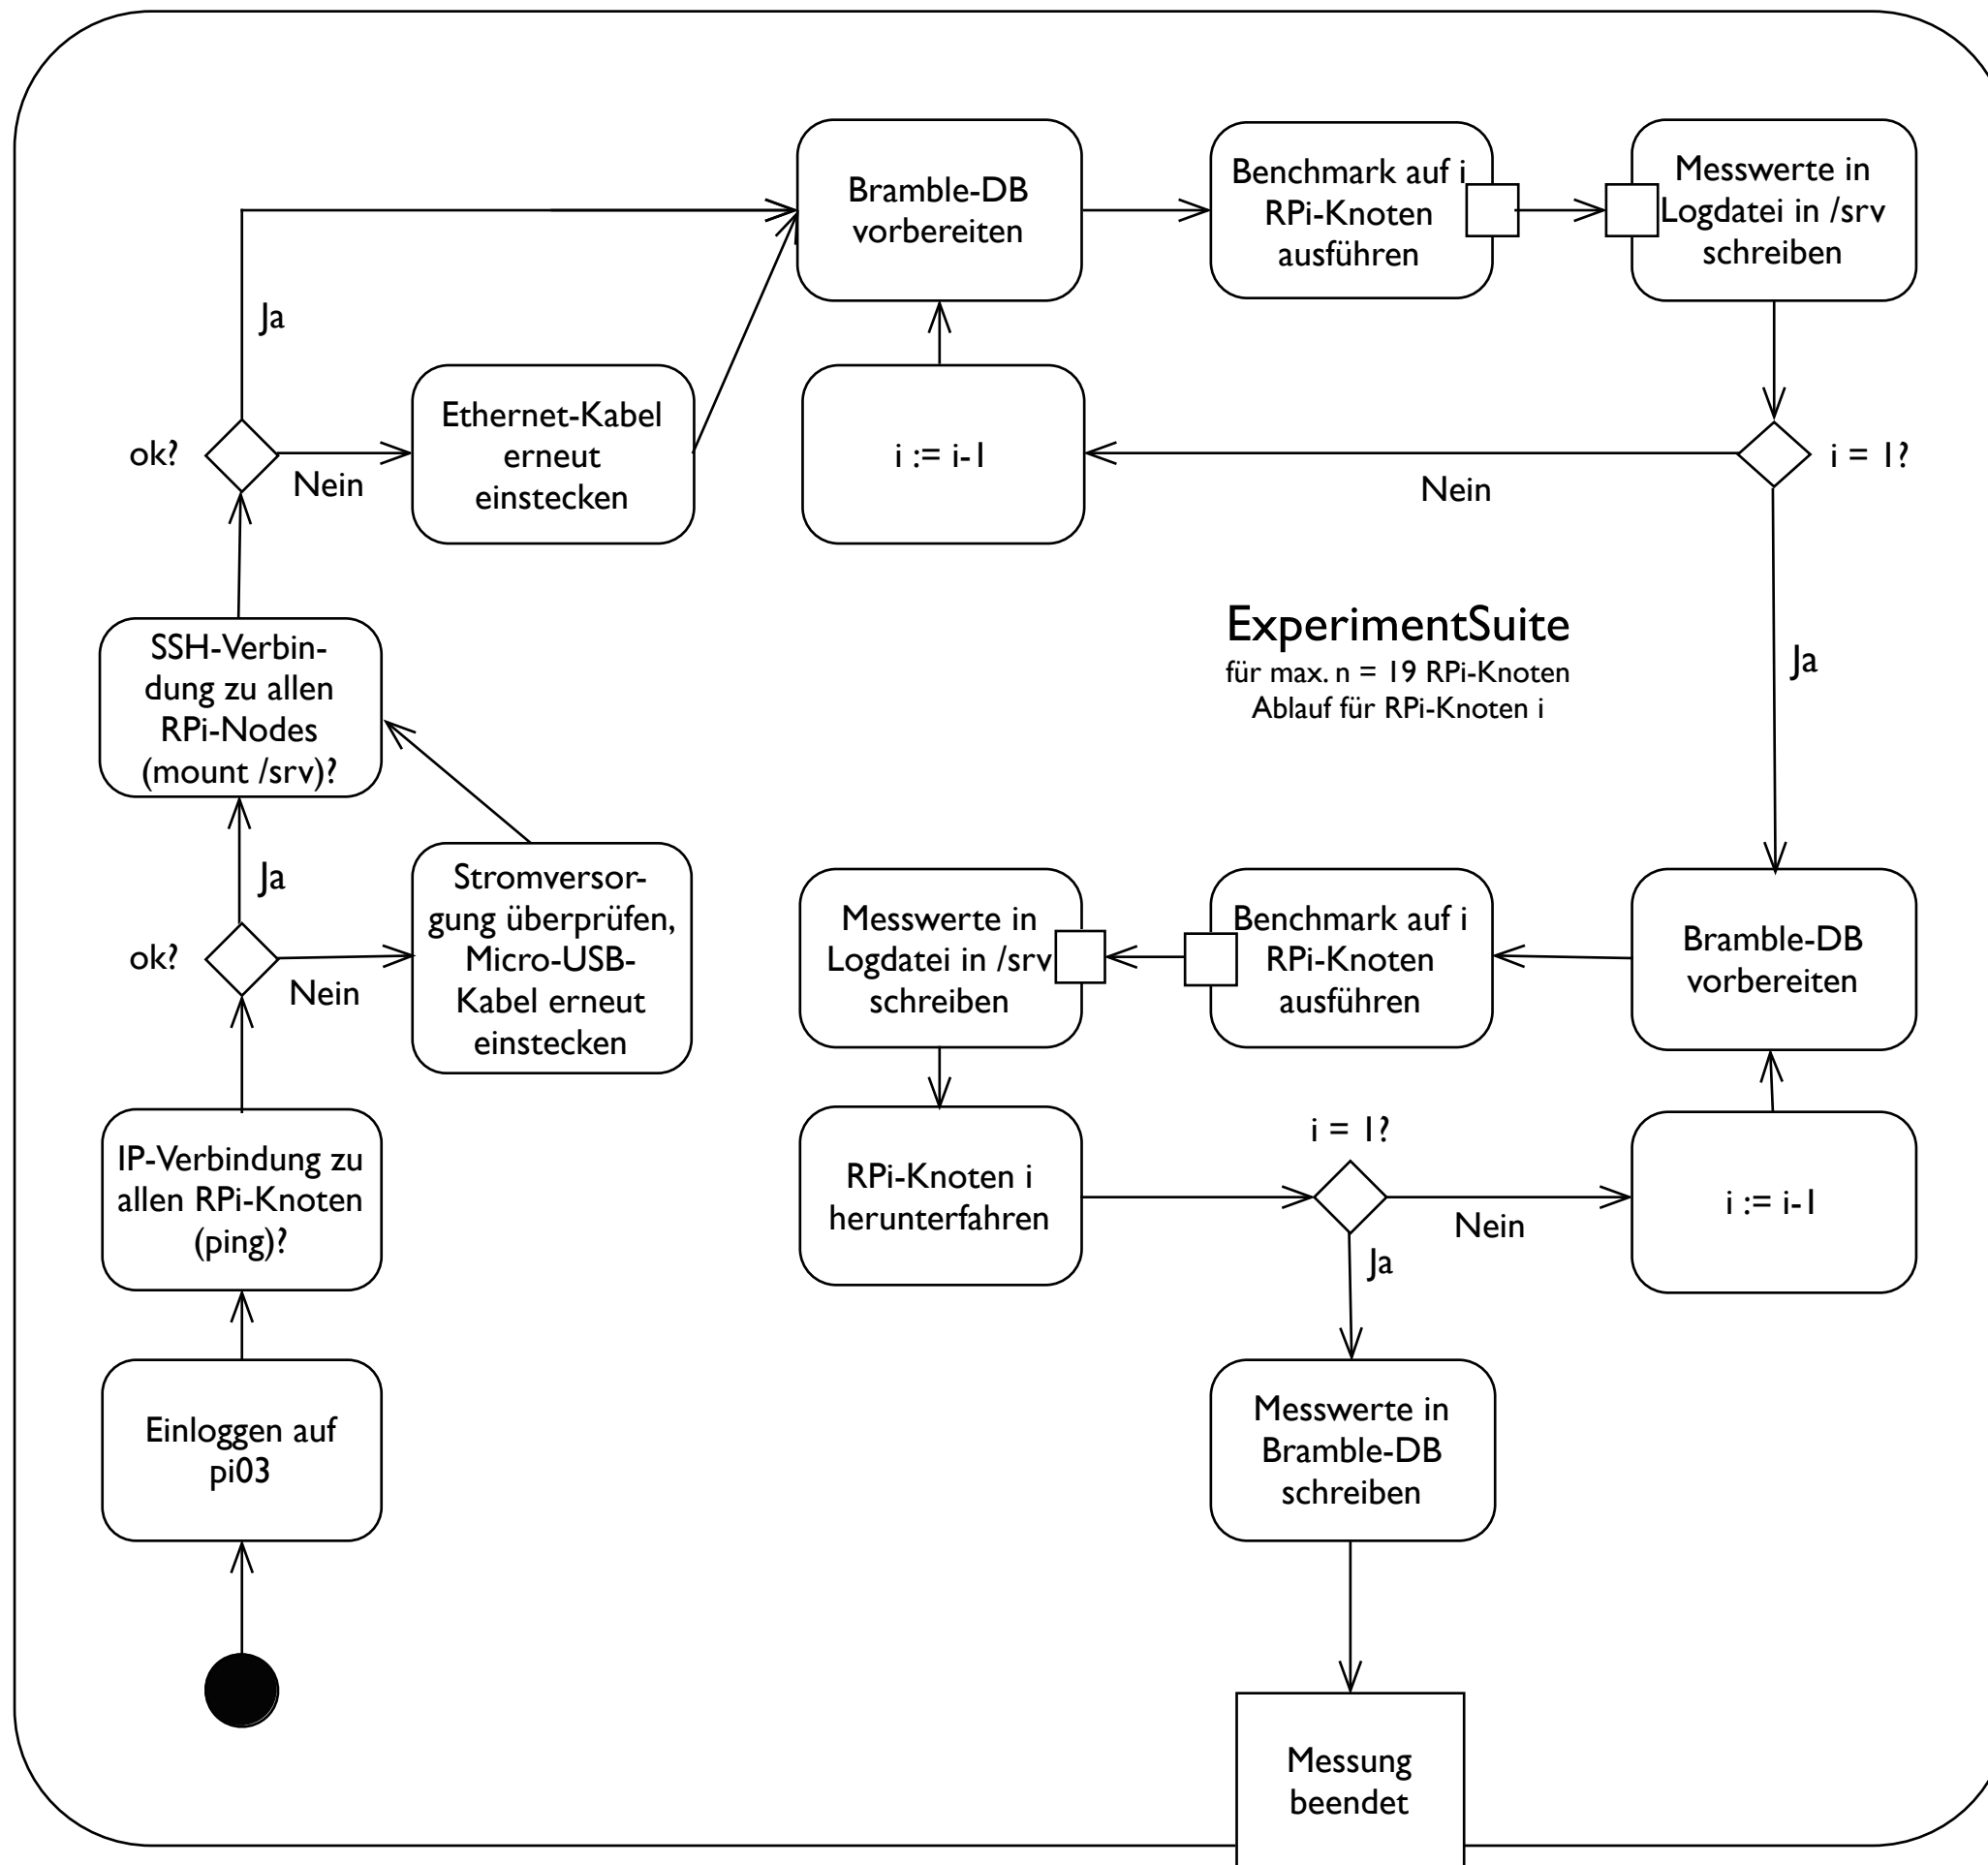 Bramble-DB
vorbereiten
Benchmark auf i
RPi-Knoten
ausführen
Messwerte in
Logdatei in /srv
schreiben
Ja
ok?
Nein
Ethernet-Kabel
erneut
einstecken
i := i-1
Nein
i = 1?
SSH-Verbin-
dung zu allen
RPi-Nodes
(mount /srv)?
ExperimentSuite
für max. n = 19 RPi-Knoten
Ablauf für RPi-Knoten i
Ja
Ja
ok?
Nein
Stromversor-
gung überprüfen,
Micro-USB-
Kabel erneut
einstecken
Messwerte in
Logdatei in /srv
schreiben
Benchmark auf i
RPi-Knoten
ausführen
Bramble-DB
vorbereiten
IP-Verbindung zu
allen RPi-Knoten
(ping)?
RPi-Knoten i
herunterfahren
i = 1?
Nein
Ja
i := i-1
Einloggen auf
pi03
Messwerte in
Bramble-DB
schreiben
Messung
beendet